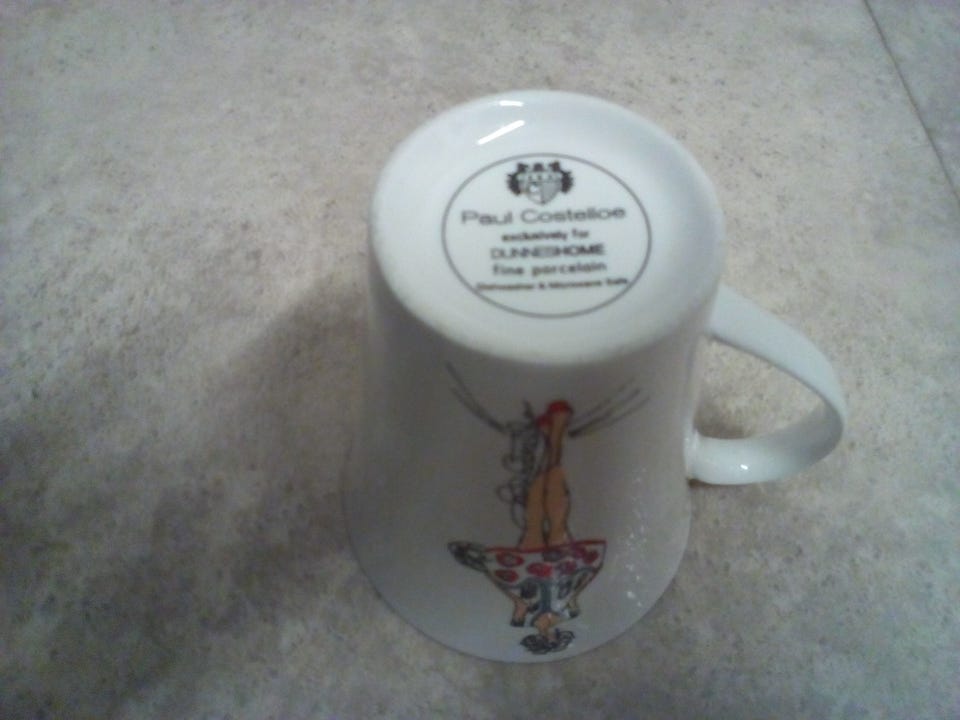 Paul Costelloe
exclusively for
DUNNESHOME
fine porcelain
Dishwasher & Microwave Safe